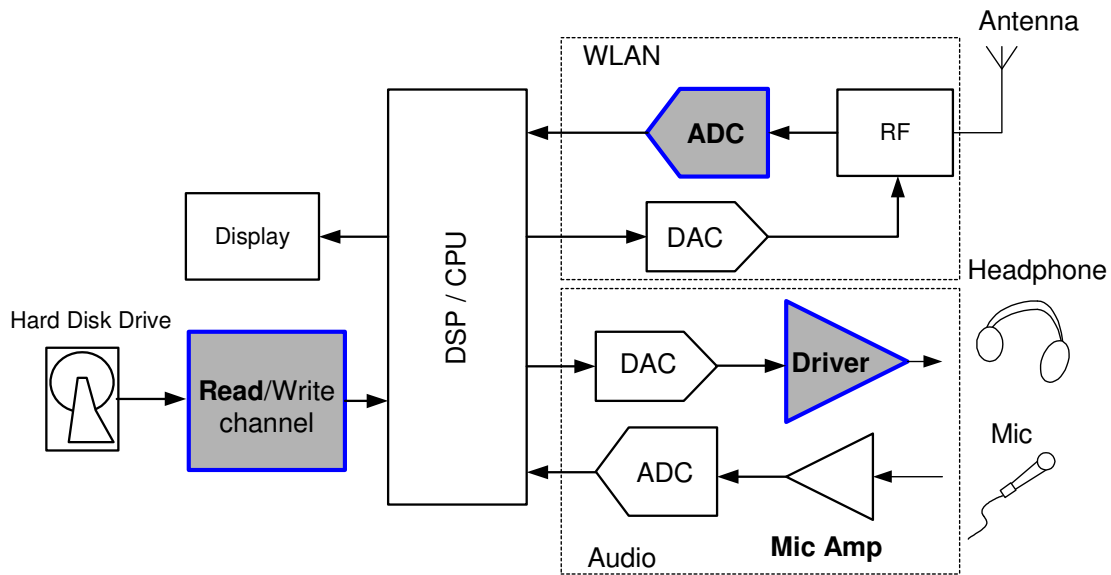 Antenna
WLAN
ADC
RF
DAC
Display
DSP / CPU
Headphone
Hard Disk Drive
Read/Write
channel
DAC
Driver
Mic
ADC
Mic Amp
Audio